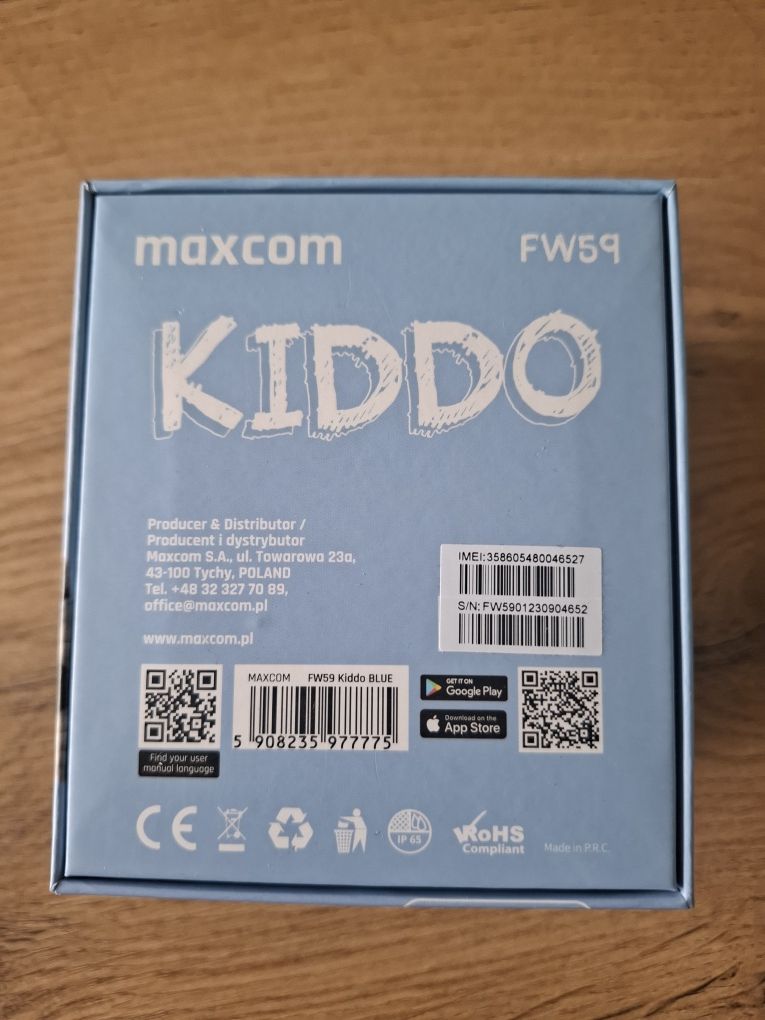 maxcom FW59
KIDDO
Producer & Distributor /
Producent i dystrybutor
Maxcom S.A., ul. Towarowa 23a,
43-100 Tychy, POLAND
Tel. +48 32 327 70 89,
office@maxcom.pl
www.maxcom.pl
IMEI:358605480046527
S/N:FW5901230904652
Find your user
manual language
MAXCOM FW59 Kiddo BLUE
5 908235 977775
GET IT ON
Google Play
Download on the
App Store
CE
IP 65
RoHS
Compliant
Made in P.R.C.